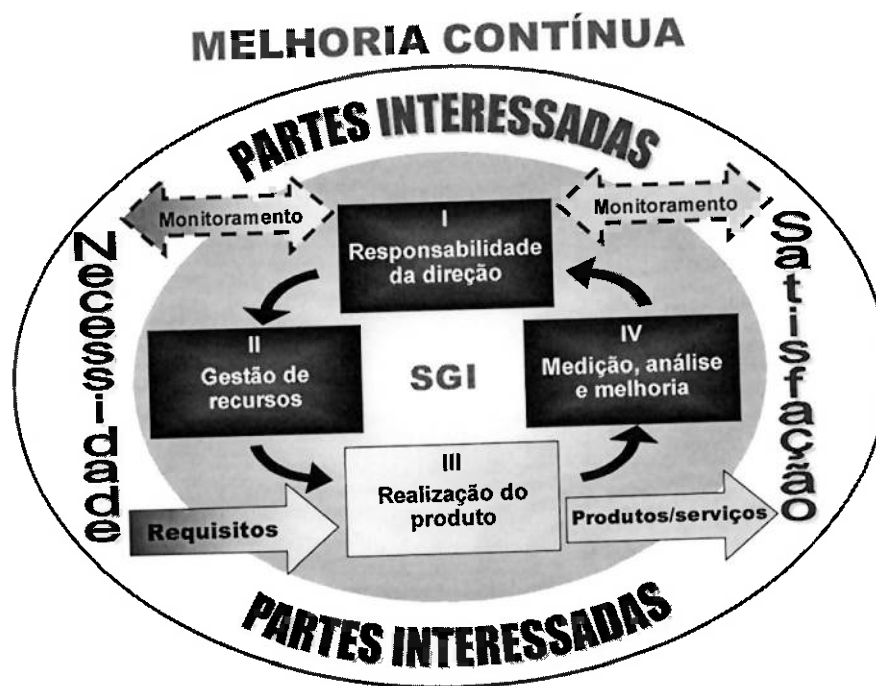 MELHORIA CONTÍNUA
PARTES INTERESSADAS
Monitoramento
Monitoramento
Necessidade
Satisfação
I
Responsabilidade
da direção
II
Gestão de
recursos
SGI
IV
Medição, análise
e melhoria
III
Realização do
produto
Requisitos
Produtos/serviços
PARTES INTERESSADAS